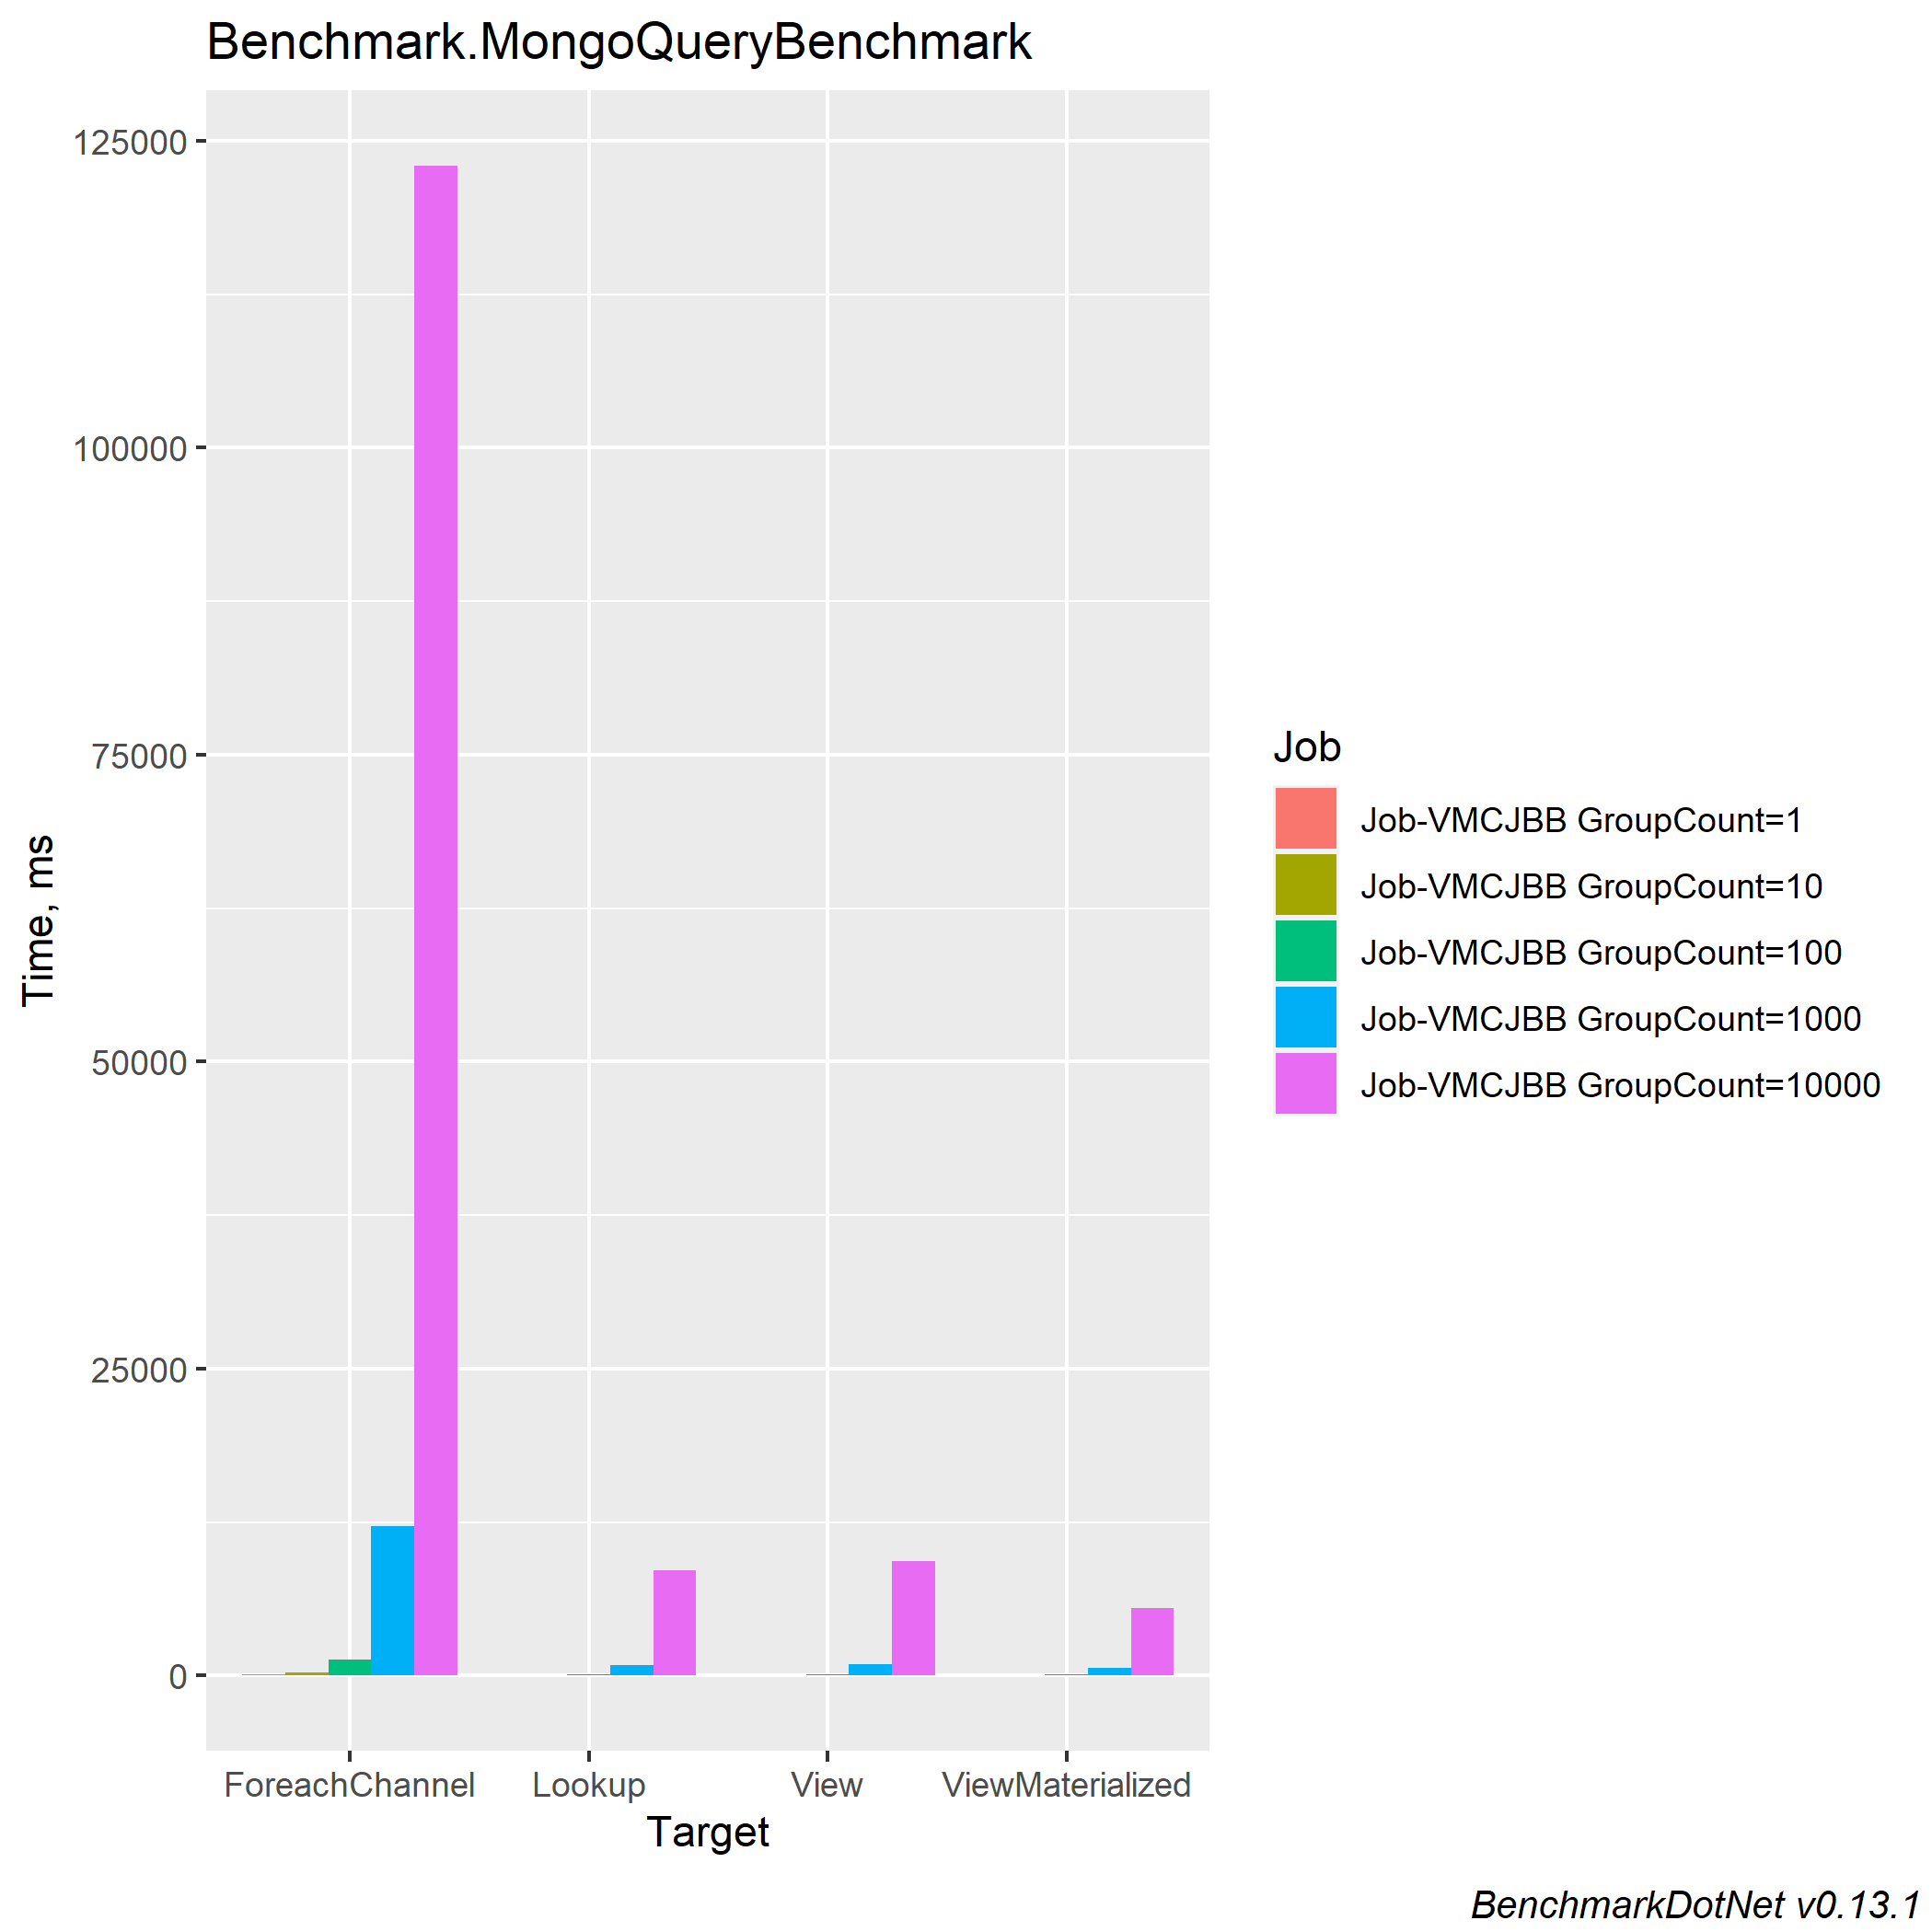 Benchmark.MongoQueryBenchmark
125000
100000
75000
50000
25000
0
Time, ms
ForeachChannel
Lookup
View
ViewMaterialized
Target
Job
Job-VMCJBB GroupCount=1
Job-VMCJBB GroupCount=10
Job-VMCJBB GroupCount=100
Job-VMCJBB GroupCount=1000
Job-VMCJBB GroupCount=10000
BenchmarkDotNet v0.13.1